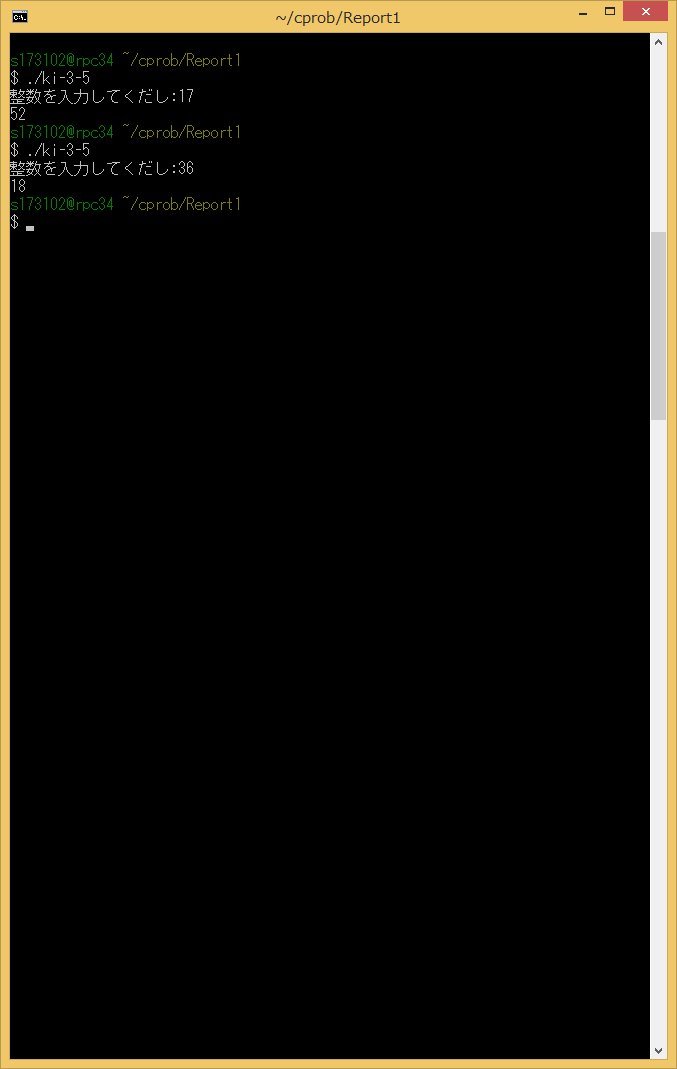 ~/cprob/Report1
s173102@rpc34 ~/cprob/Report1
$ ./ki-3-5
整数を入力してくだし:17
52
s173102@rpc34 ~/cprob/Report1
$ ./ki-3-5
整数を入力してくだし:36
18
s173102@rpc34 ~/cprob/Report1
$